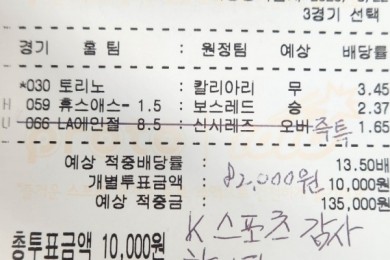 3경기 선택
경기 홈 팀 : 원정팀 예상 배당률
*030 토리노 : 칼리아리 무 3.45
H 059 휴스애스- 1.5 : 보스레드 승 2.37
U 066 LA에인절 8.5 : 신시레즈 오버 족특 1.65
예상 적중배당률 : 13.50배
개별투표금액 : 82,000원 10,000원
예상 적중금 : 135,000원
총투표금액 10,000원 K 스포츠 감사